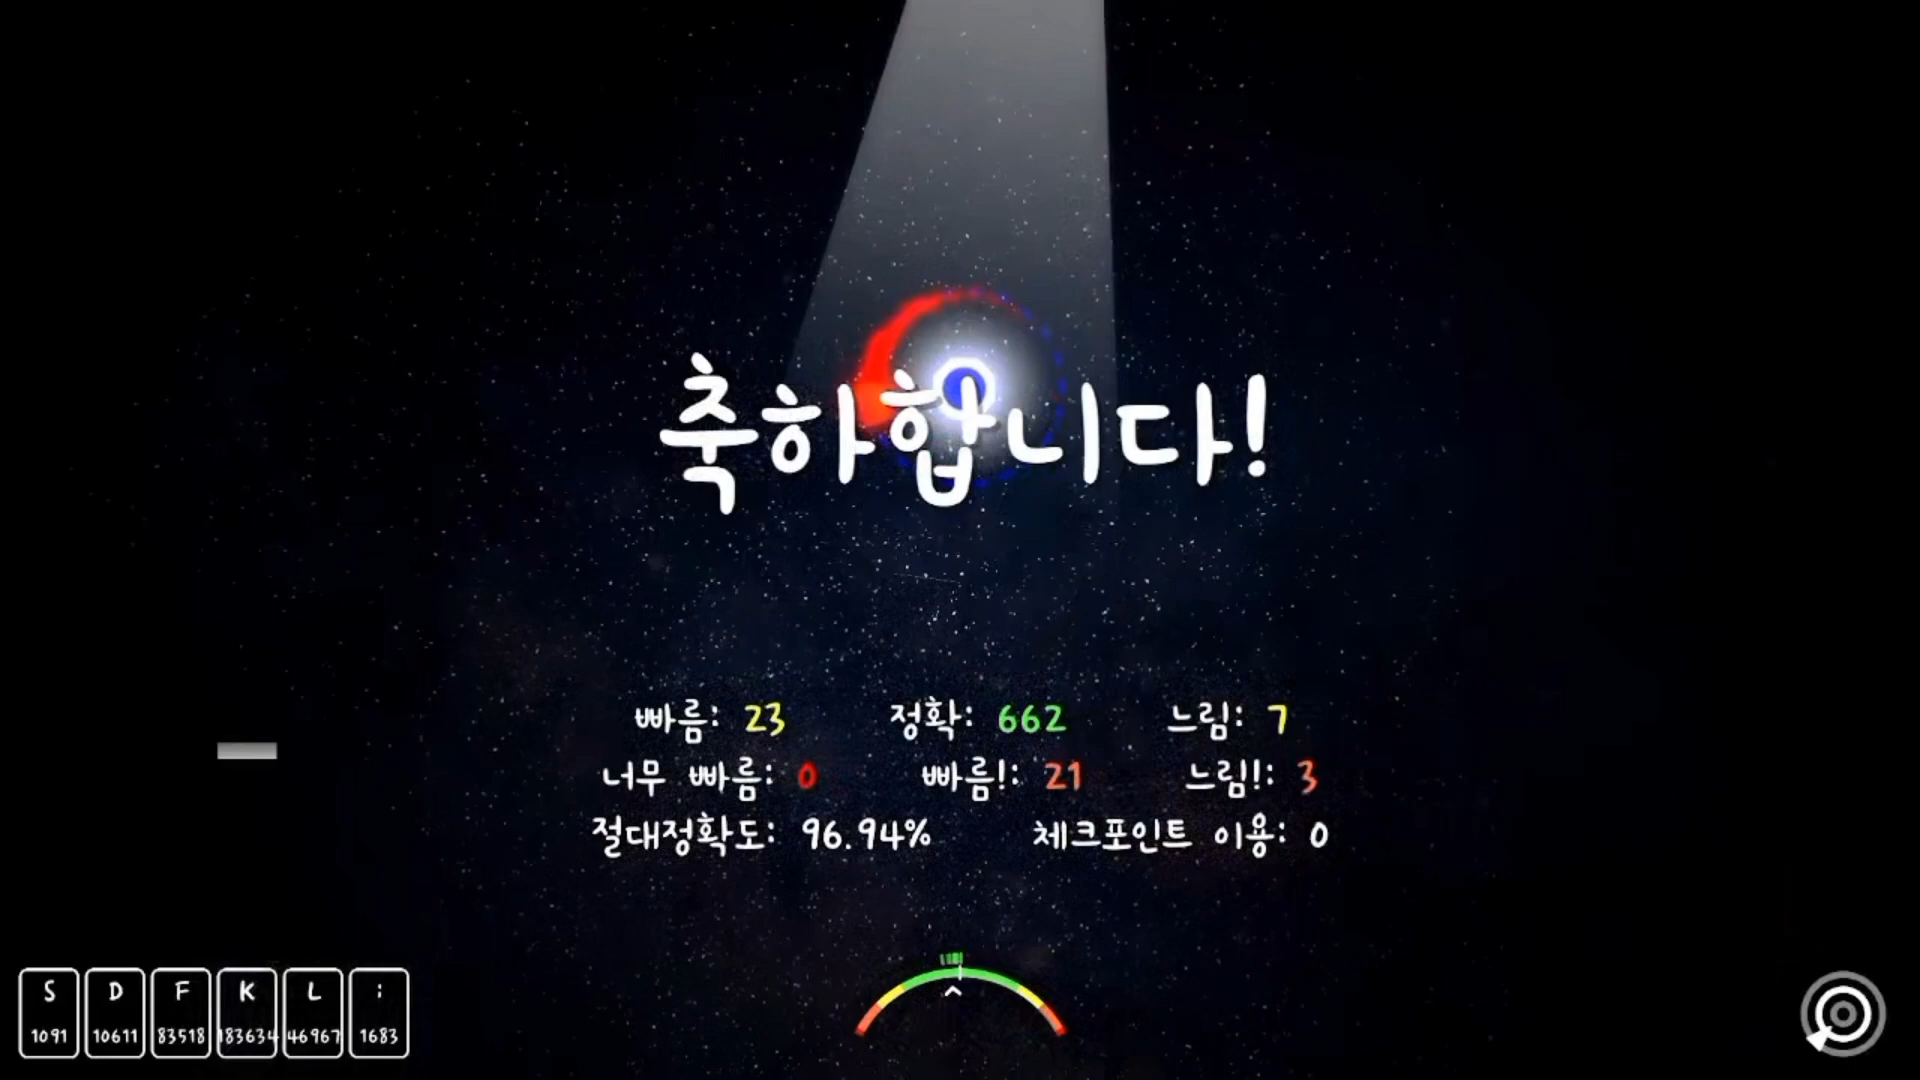 축하합니다!
빠름: 23 정확: 662 느림: 7
너무 빠름: 0 빠름!: 21 느림!: 3
절대정확도: 96.94% 체크포인트 이용: 0
S D F K L ;
1091 10611 83518 183634 46967 1683